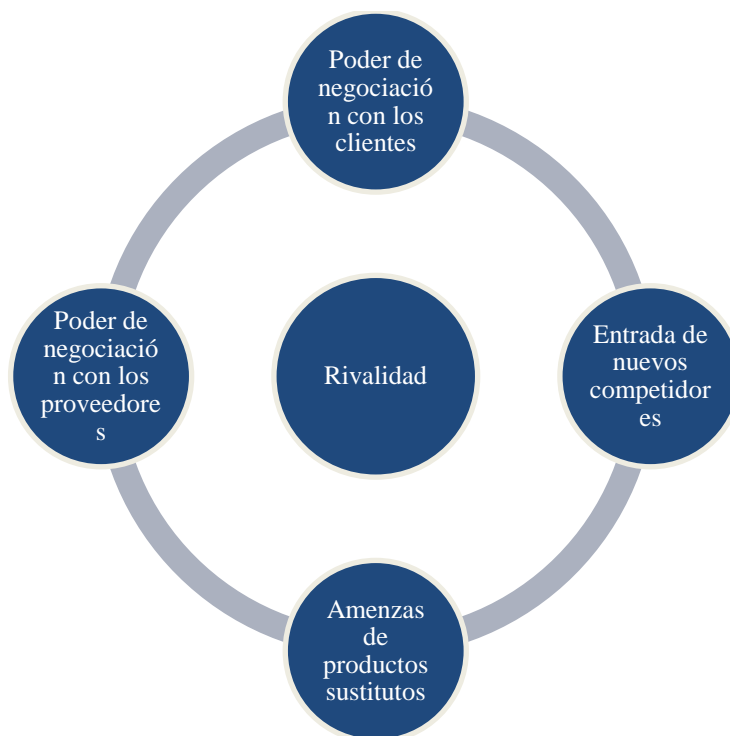 Poder de
negociació
n con los
clientes
Poder de
negociació
n con los
proveedore
s
Rivalidad
Entrada de
nuevos
competidor
es
Amenzas
de
productos
sustitutos